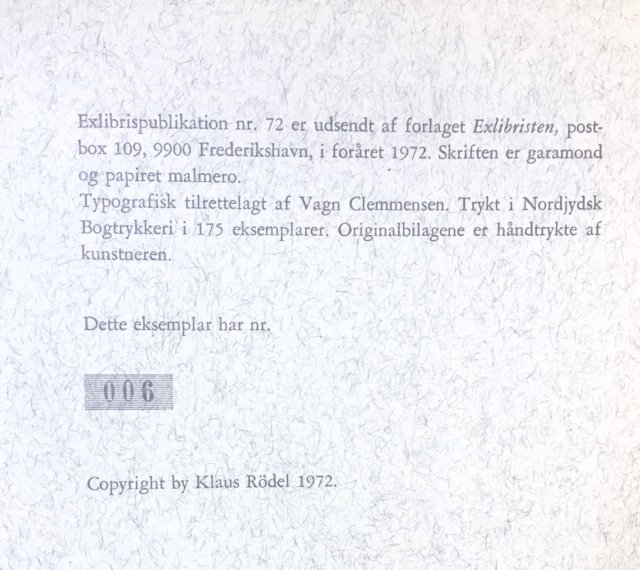 Exlibrispublikation nr. 72 er udsendt af forlaget Exlibristen, post-
box 109, 9900 Frederikshavn, i foråret 1972. Skriften er garamond
og papiret malmero.
Typografisk tilrettelagt af Vagn Clemmensen. Trykt i Nordjydsk
Bogtrykkeri i 175 eksemplarer. Originalbilagene er håndtrykte af
kunstneren.
Dette eksemplar har nr.
006
Copyright by Klaus Rödel 1972.